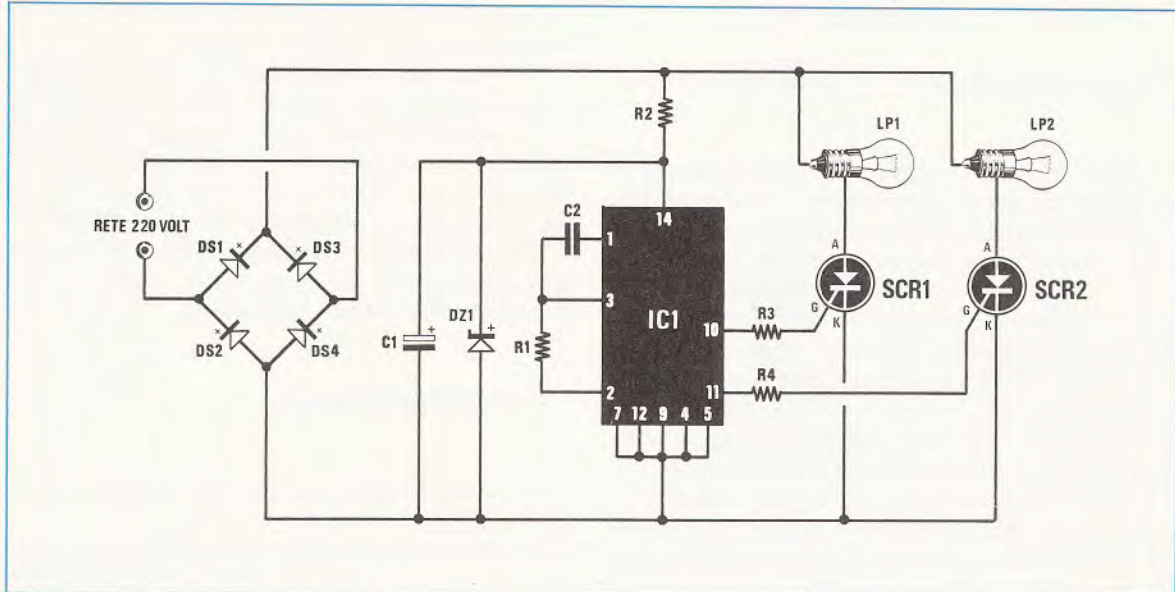 R2
LP1
LP2
RETE 220 VOLT
DS1
DS3
DS2
DS4
C1
+
DZ1
+
C2
R1
14
1
3
2
IC1
10
11
7 12 9 4 5
R3
R4
A
G
K
SCR1
A
G
K
SCR2